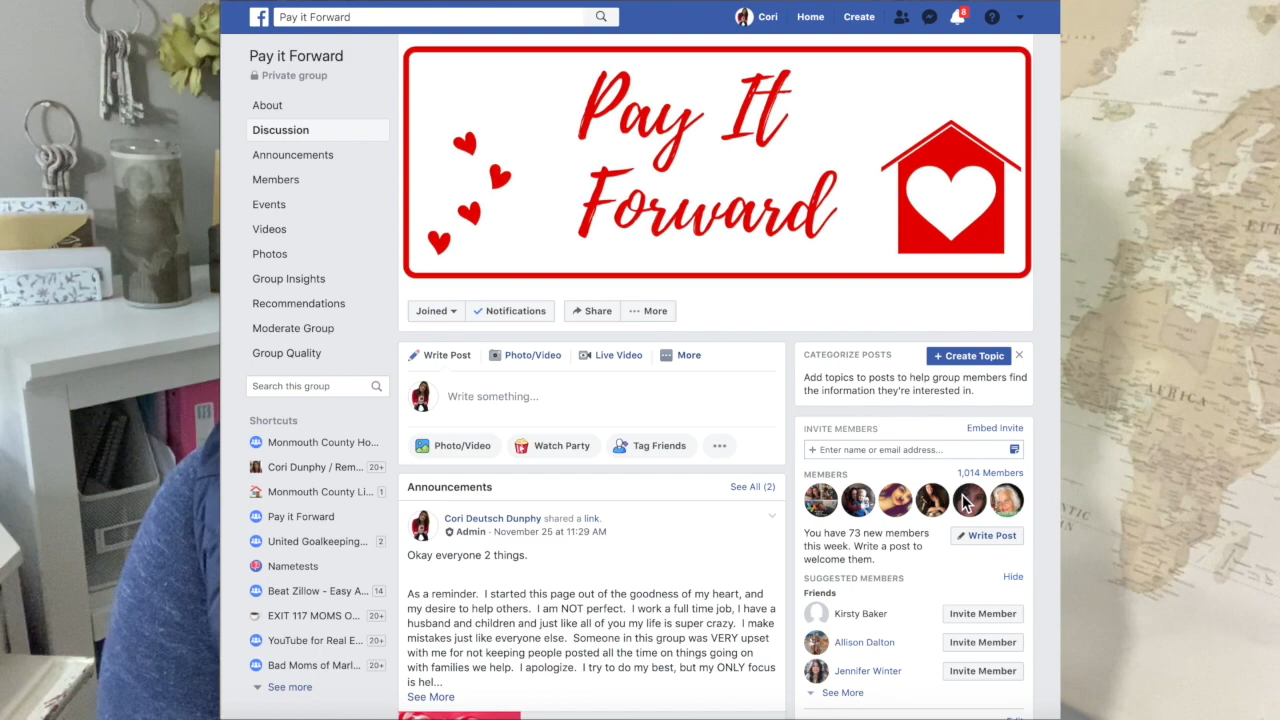 Pay it Forward
Cori
Home
Create
8
Pay it Forward
Private group
About
Discussion
Announcements
Members
Events
Videos
Photos
Group Insights
Recommendations
Moderate Group
Group Quality
Search this group
Shortcuts
Monmouth County Ho...
Cori Dunphy / Rem... 20+
Monmouth County Li... 1
Pay it Forward
United Goalkeeping... 2
Nametests
Beat Zillow - Easy A... 14
EXIT 117 MOMS O... 20+
YouTube for Real E... 20+
Bad Moms of Marl... 20+
See more
Pay It
Forward
Joined
Notifications
Share
More
Write Post
Photo/Video
Live Video
More
Write something...
Photo/Video
Watch Party
Tag Friends
Announcements
See All (2)
Cori Deutsch Dunphy shared a link.
Admin · November 25 at 11:29 AM
Okay everyone 2 things.
As a reminder. I started this page out of the goodness of my heart, and
my desire to help others. I am NOT perfect. I work a full time job, I have a
husband and children and just like all of you my life is super crazy. I make
mistakes just like everyone else. Someone in this group was VERY upset
with me for not keeping people posted all the time on things going on
with families we help. I apologize. I try to do my best, but my ONLY focus
is hel...
See More
CATEGORIZE POSTS
+ Create Topic
Add topics to posts to help group members find
the information they're interested in.
INVITE MEMBERS
Embed Invite
+ Enter name or email address...
MEMBERS
1,014 Members
You have 73 new members
this week. Write a post to
welcome them.
Write Post
SUGGESTED MEMBERS
Hide
Friends
Kirsty Baker
Invite Member
Allison Dalton
Invite Member
Jennifer Winter
Invite Member
See More
AFRICA